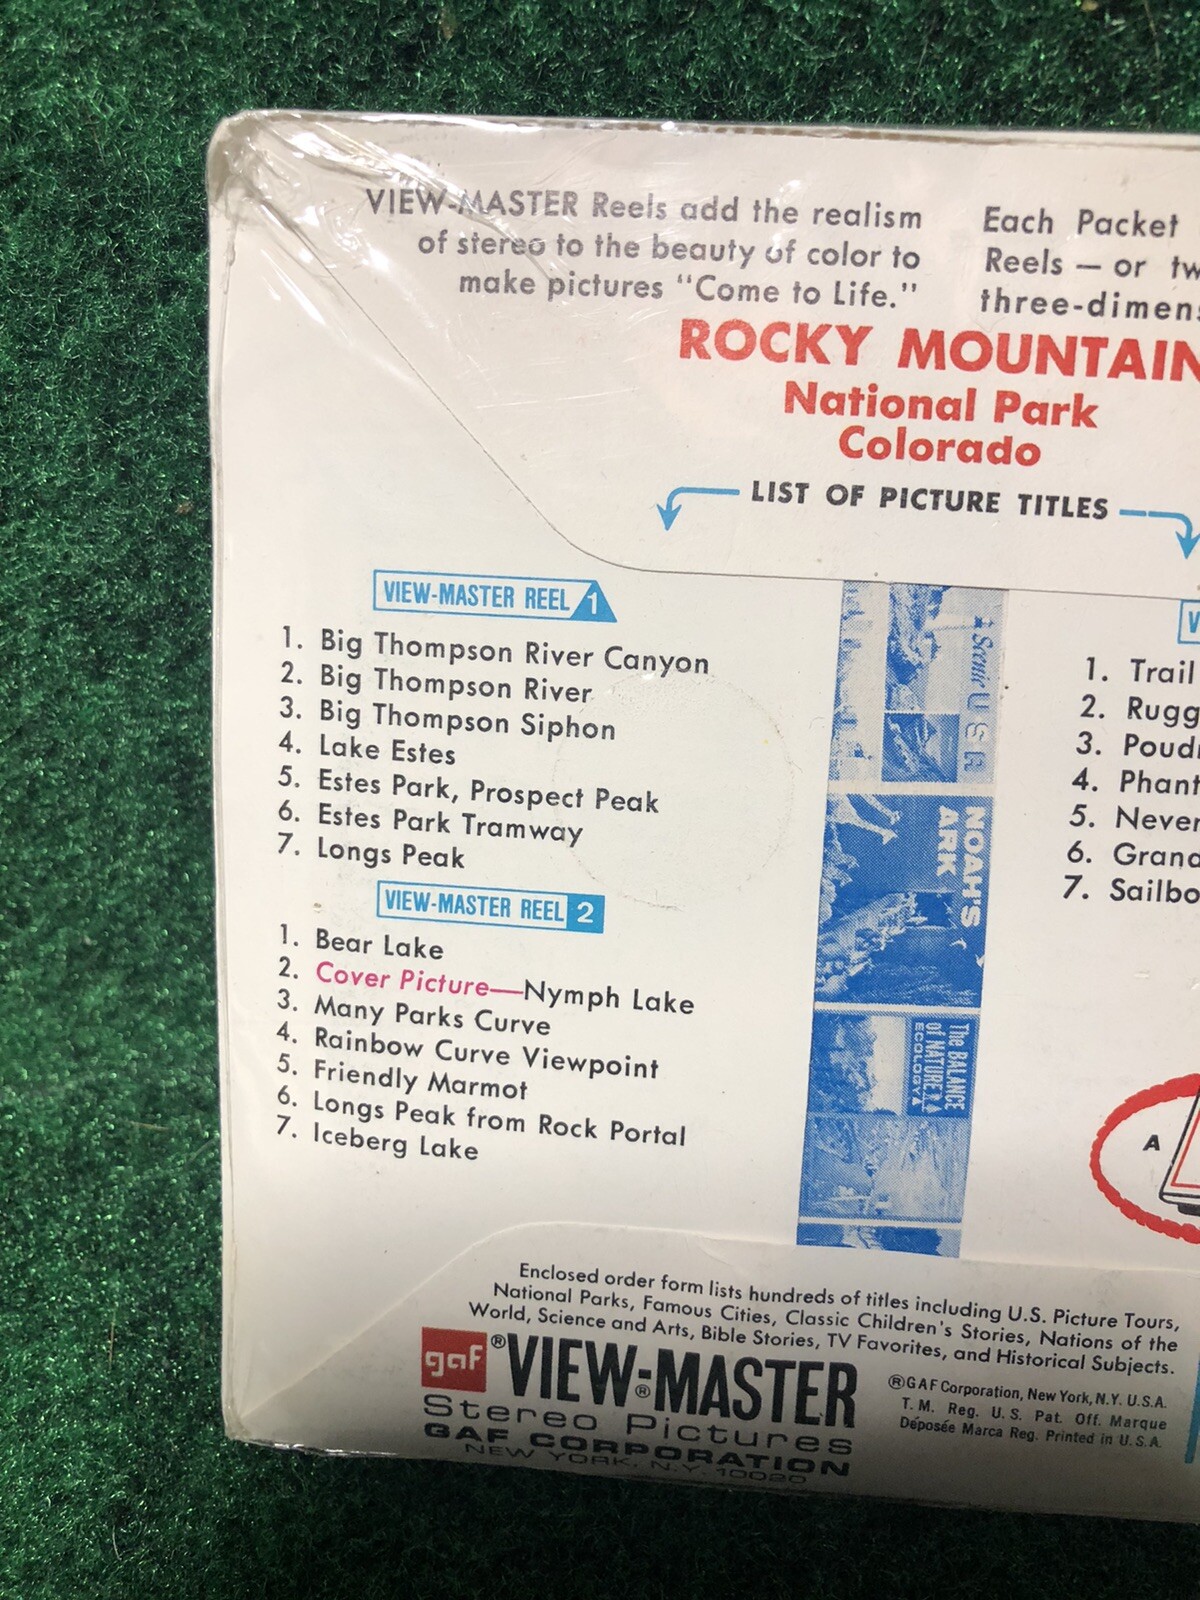 VIEW-MASTER Reels add the realism
of stereo to the beauty of color to
make pictures "Come to Life."
Each Packet
Reels — or tw
three-dimens
ROCKY MOUNTAIN
National Park
Colorado
LIST OF PICTURE TITLES
VIEW-MASTER REEL 1
1. Big Thompson River Canyon
2. Big Thompson River
3. Big Thompson Siphon
4. Lake Estes
5. Estes Park, Prospect Peak
6. Estes Park Tramway
7. Longs Peak
VIEW-MASTER REEL 2
1. Bear Lake
2. Cover Picture—Nymph Lake
3. Many Parks Curve
4. Rainbow Curve Viewpoint
5. Friendly Marmot
6. Longs Peak from Rock Portal
7. Iceberg Lake
Scenic USA
NOAH'S
ARK
The BALANCE
of NATURE
ECOLOGY
V
1. Trail
2. Rugg
3. Poud
4. Phant
5. Never
6. Grand
7. Sailbo
A
Enclosed order form lists hundreds of titles including U.S. Picture Tours,
National Parks, Famous Cities, Classic Children's Stories, Nations of the
World, Science and Arts, Bible Stories, TV Favorites, and Historical Subjects.
gaf ® VIEW-MASTER ®
Stereo Pictures
GAF CORPORATION
NEW YORK, N.Y. 10020
®GAF Corporation, New York, N.Y. U.S.A.
T. M. Reg. U. S. Pat. Off. Marque
Déposée Marca Reg. Printed in U.S.A.